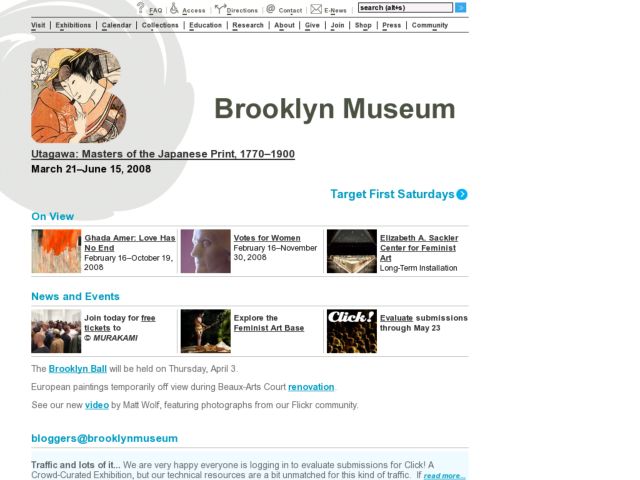 FAQ Access Directions @ Contact E-News search (alt+s)
Visit | Exhibitions | Calendar | Collections | Education | Research | About | Give | Join | Shop | Press | Community
Brooklyn Museum
Utagawa: Masters of the Japanese Print, 1770–1900
March 21–June 15, 2008
Target First Saturdays
On View
Ghada Amer: Love Has
No End
February 16–October 19,
2008
Votes for Women
February 16–November
30, 2008
Elizabeth A. Sackler
Center for Feminist
Art
Long-Term Installation
News and Events
Join today for free
tickets to
© MURAKAMI
Explore the
Feminist Art Base
Click!
Evaluate submissions
through May 23
The Brooklyn Ball will be held on Thursday, April 3.
European paintings temporarily off view during Beaux-Arts Court renovation.
See our new video by Matt Wolf, featuring photographs from our Flickr community.
bloggers@brooklynmuseum
Traffic and lots of it... We are very happy everyone is logging in to evaluate submissions for Click! A
Crowd-Curated Exhibition, but our technical resources are a bit unmatched for this kind of traffic. If read more...